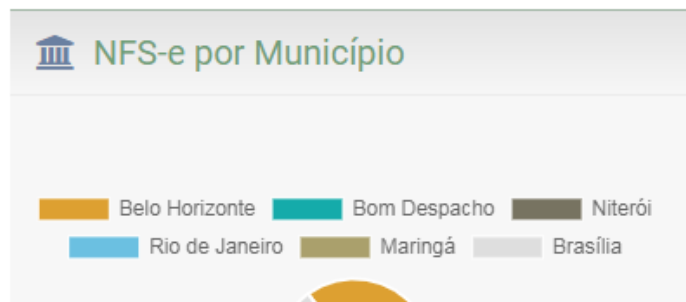 NFS-e por Município
Belo Horizonte Bom Despacho Niterói
Rio de Janeiro Maringá Brasília